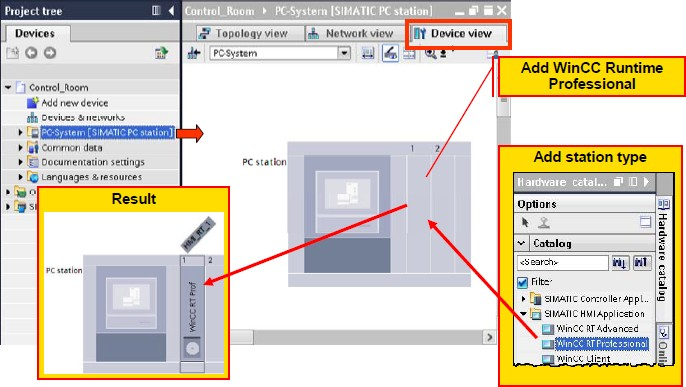 Project tree
Devices
Control_Room
Add new device
Devices & networks
PC-System [SIMATIC PC station]
Common data
Documentation settings
Languages & resources
Control_Room ▸ PC-System [SIMATIC PC station]
Topology view
Network view
Device view
PC-System
PC station
1 2
Add WinCC Runtime
Professional
Result
HMI_RT_1
PC station
1 2
WinCC RT Prof
Add station type
Hardware cata...
Options
Catalog
<Search>
Filter
SIMATIC Controller Appl...
SIMATIC HMI Application
WinCC RT Advanced
WinCC RT Professional
WinCC Client
Hardware catalog